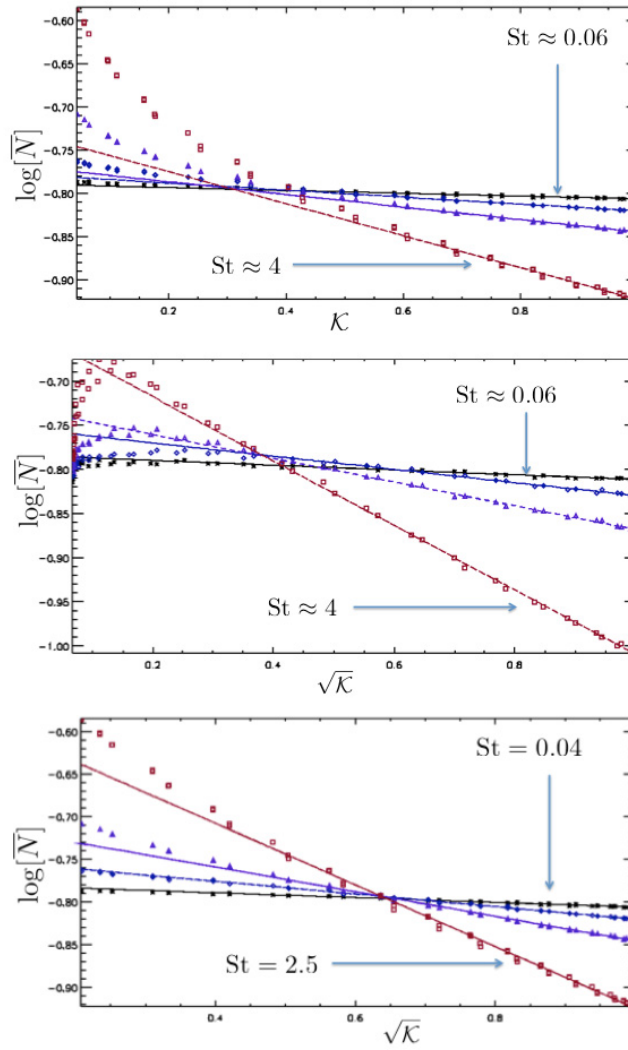 -0.60
-0.65
-0.70
-0.75
-0.80
-0.85
-0.90
log[N̅]
St ≈ 0.06
St ≈ 4
0.2 0.4 0.6 0.8
𝒦
-0.70
-0.75
-0.80
-0.85
-0.90
-0.95
-1.00
log[N̅]
St ≈ 0.06
St ≈ 4
0.2 0.4 0.6 0.8
√𝒦
-0.60
-0.65
-0.70
-0.75
-0.80
-0.85
-0.90
log[N̅]
St = 0.04
St = 2.5
0.4 0.6 0.8
√𝒦